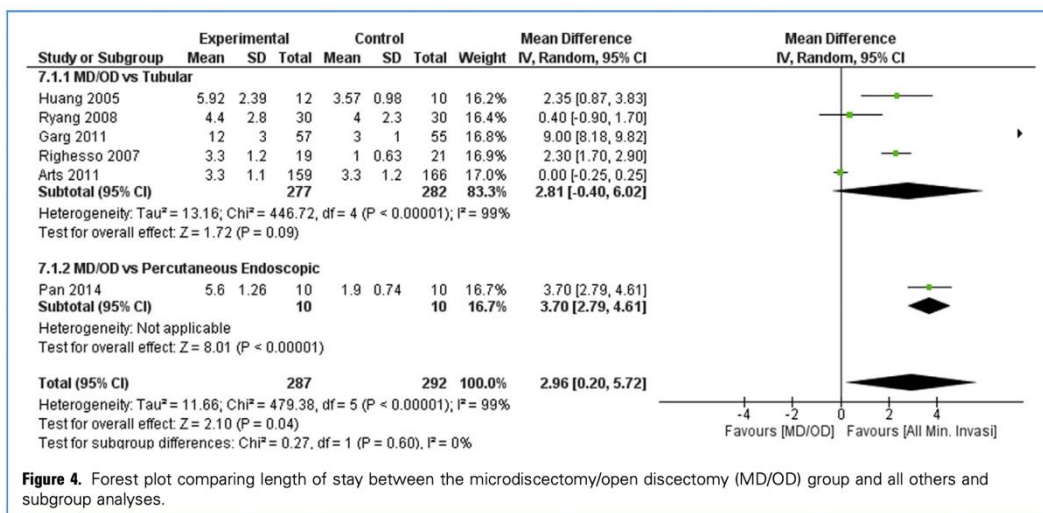 Experimental Control Mean Difference Mean Difference
Study or Subgroup Mean SD Total Mean SD Total Weight IV, Random, 95% CI IV, Random, 95% CI
7.1.1 MD/OD vs Tubular
Huang 2005 5.92 2.39 12 3.57 0.98 10 16.2% 2.35 [0.87, 3.83]
Ryang 2008 4.4 2.8 30 4 2.3 30 16.4% 0.40 [-0.90, 1.70]
Garg 2011 12 3 57 3 1 55 16.8% 9.00 [8.18, 9.82]
Righesso 2007 3.3 1.2 19 1 0.63 21 16.9% 2.30 [1.70, 2.90]
Arts 2011 3.3 1.1 159 3.3 1.2 166 17.0% 0.00 [-0.25, 0.25]
Subtotal (95% CI) 277 282 83.3% 2.81 [-0.40, 6.02]
Heterogeneity: Tau² = 13.16; Chi² = 446.72, df = 4 (P < 0.00001); I² = 99%
Test for overall effect: Z = 1.72 (P = 0.09)
7.1.2 MD/OD vs Percutaneous Endoscopic
Pan 2014 5.6 1.26 10 1.9 0.74 10 16.7% 3.70 [2.79, 4.61]
Subtotal (95% CI) 10 10 16.7% 3.70 [2.79, 4.61]
Heterogeneity: Not applicable
Test for overall effect: Z = 8.01 (P < 0.00001)
Total (95% CI) 287 292 100.0% 2.96 [0.20, 5.72]
Heterogeneity: Tau² = 11.66; Chi² = 479.38, df = 5 (P < 0.00001); I² = 99%
Test for overall effect: Z = 2.10 (P = 0.04)
Test for subgroup differences: Chi² = 0.27, df = 1 (P = 0.60), I² = 0%
-4 -2 0 2 4
Favours [MD/OD] Favours [All Min. Invasi]
Figure 4. Forest plot comparing length of stay between the microdiscectomy/open discectomy (MD/OD) group and all others and
subgroup analyses.